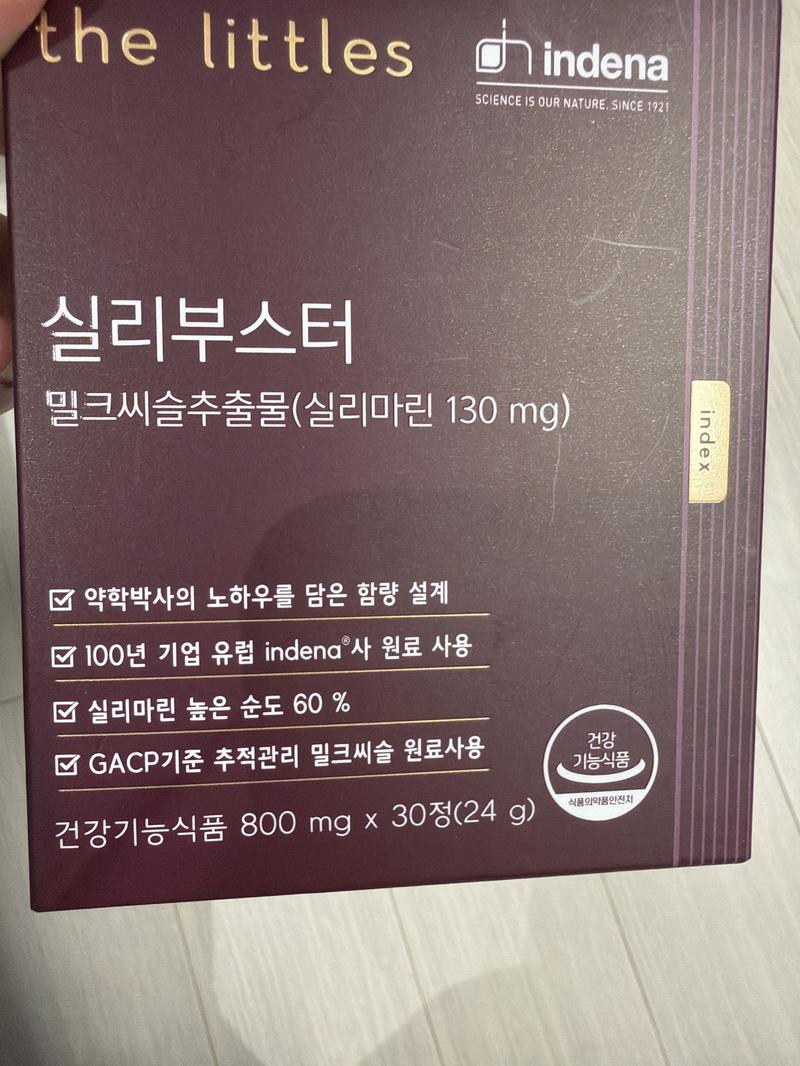 the littles
indena
SCIENCE IS OUR NATURE. SINCE 1921
실리부스터
밀크씨슬추출물(실리마린 130 mg)
index
약학박사의 노하우를 담은 함량 설계
100년 기업 유럽 indena®사 원료 사용
실리마린 높은 순도 60 %
GACP기준 추적관리 밀크씨슬 원료사용
건강
기능식품
식품의약품안전처
건강기능식품 800 mg x 30정(24 g)